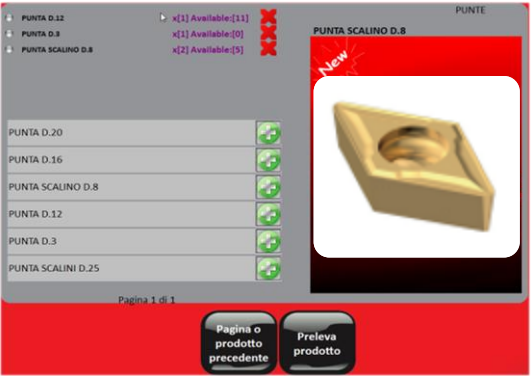 PUNTE
PUNTA D.12 x[1] Available:[11]
PUNTA D.3 x[1] Available:[0]
PUNTA SCALINO D.8 x[2] Available:[5]
PUNTA SCALINO D.8
New
PUNTA D.20
PUNTA D.16
PUNTA SCALINO D.8
PUNTA D.12
PUNTA D.3
PUNTA SCALINI D.25
Pagina 1 di 1
Pagina o
prodotto
precedente
Preleva
prodotto